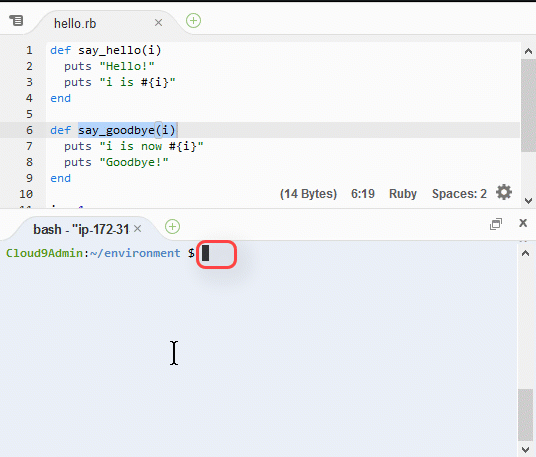 hello.rb
1 def say_hello(i)
2 puts "Hello!"
3 puts "i is #{i}"
4 end
5
6 def say_goodbye(i)
7 puts "i is now #{i}"
8 puts "Goodbye!"
9 end
10
(14 Bytes) 6:19 Ruby Spaces: 2
bash - "ip-172-31
Cloud9Admin:~/environment $